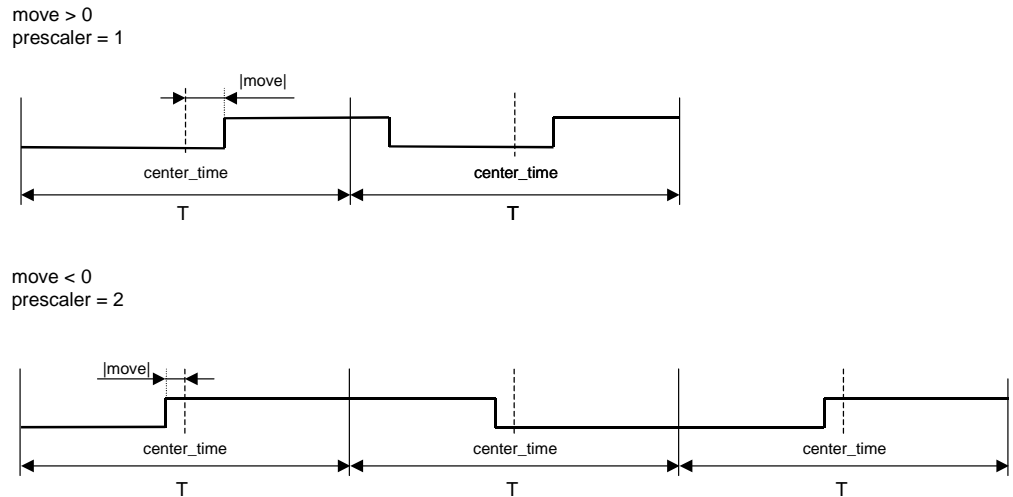 move > 0
prescaler = 1
|move|
center_time center_time
T T
move < 0
prescaler = 2
|move|
center_time center_time center_time
T T T